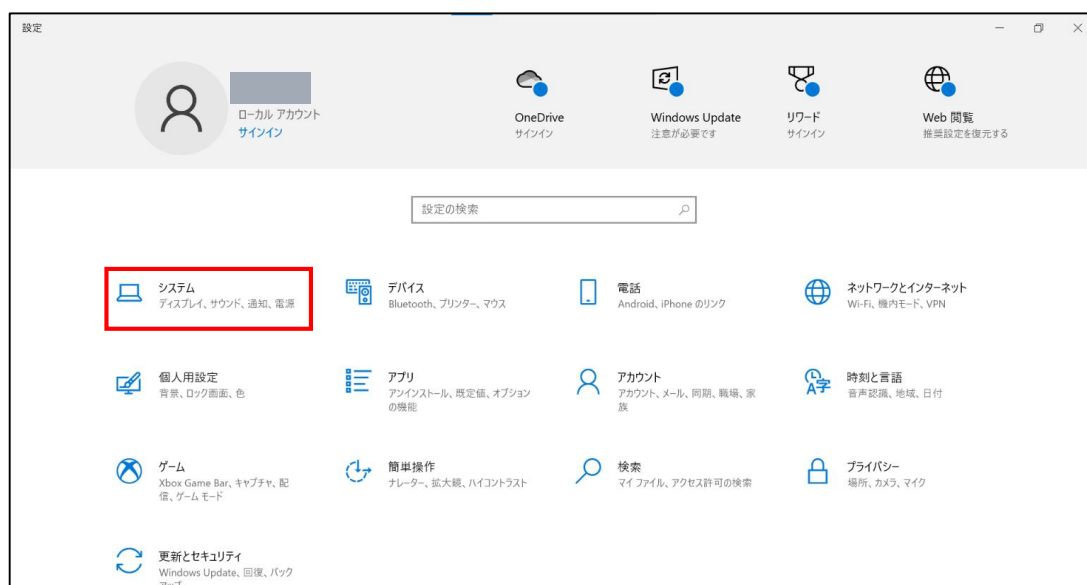 設定
ローカル アカウント
サインイン
OneDrive
サインイン
Windows Update
注意が必要です
リワード
サインイン
Web 閲覧
推奨設定を復元する
設定の検索
システム
ディスプレイ、サウンド、通知、電源
デバイス
Bluetooth、プリンター、マウス
電話
Android、iPhone のリンク
ネットワークとインターネット
Wi-Fi、機内モード、VPN
個人用設定
背景、ロック画面、色
アプリ
アンインストール、既定値、オプション
の機能
アカウント
アカウント、メール、同期、職場、家
族
時刻と言語
音声認識、地域、日付
ゲーム
Xbox Game Bar、キャプチャ、配
信、ゲーム モード
簡単操作
ナレーター、拡大鏡、ハイコントラスト
検索
マイ ファイル、アクセス許可の検索
プライバシー
場所、カメラ、マイク
更新とセキュリティ
Windows Update、回復、バック
アップ